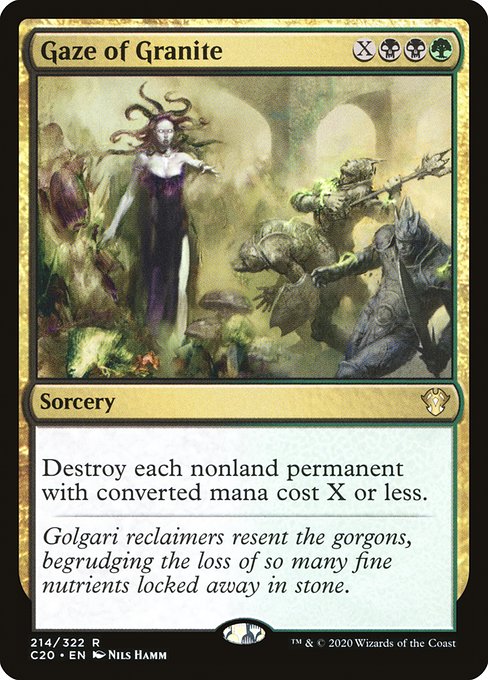 Gaze of Granite X
Sorcery
Destroy each nonland permanent
with converted mana cost X or less.
Golgari reclaimers resent the gorgons,
begrudging the loss of so many fine
nutrients locked away in stone.
214/322 R
C20 • EN Nils Hamm
™ & © 2020 Wizards of the Coast